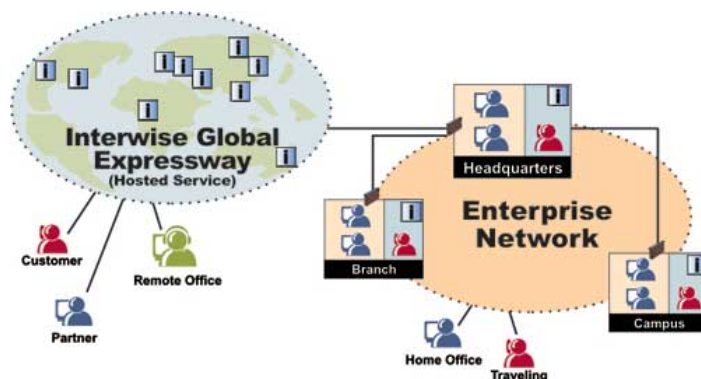 i
i
i
i
i
i
i
i
i
i
Interwise Global
Expressway
(Hosted Service)
Customer
Partner
Remote Office
i
Headquarters
Enterprise
Network
i
Branch
i
Campus
Home Office
Traveling